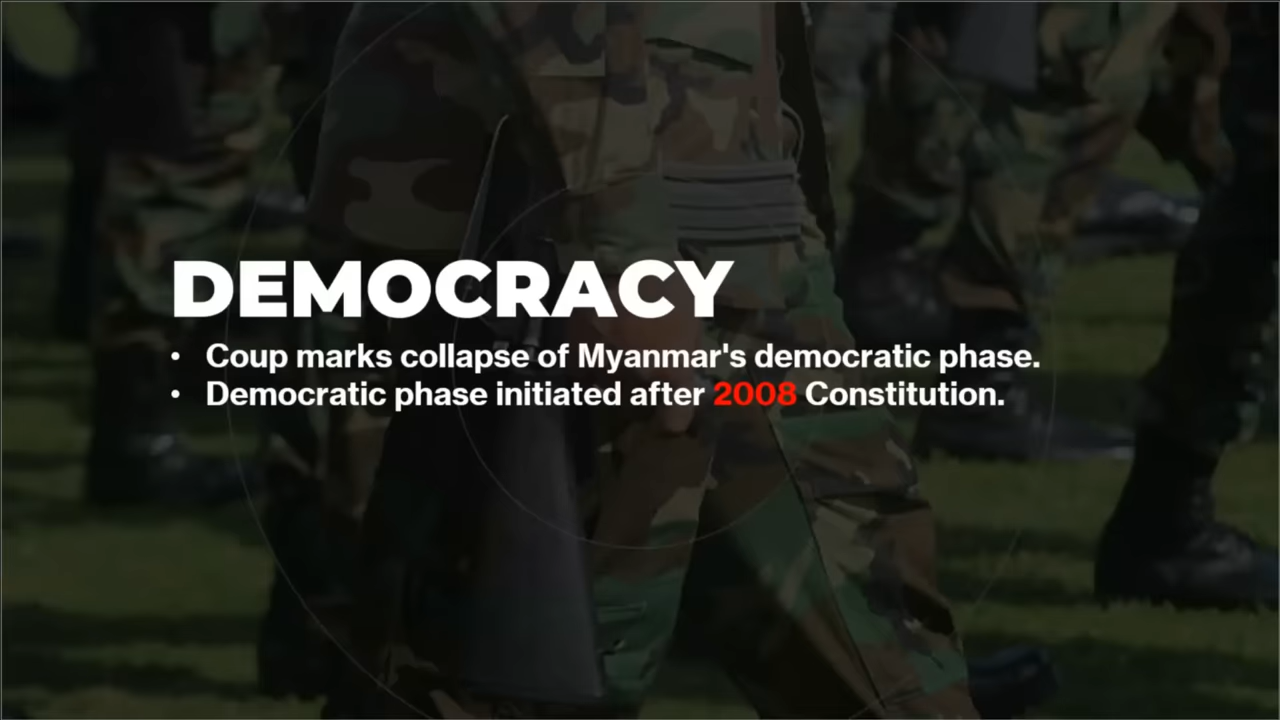 DEMOCRACY
• Coup marks collapse of Myanmar's democratic phase.
• Democratic phase initiated after 2008 Constitution.